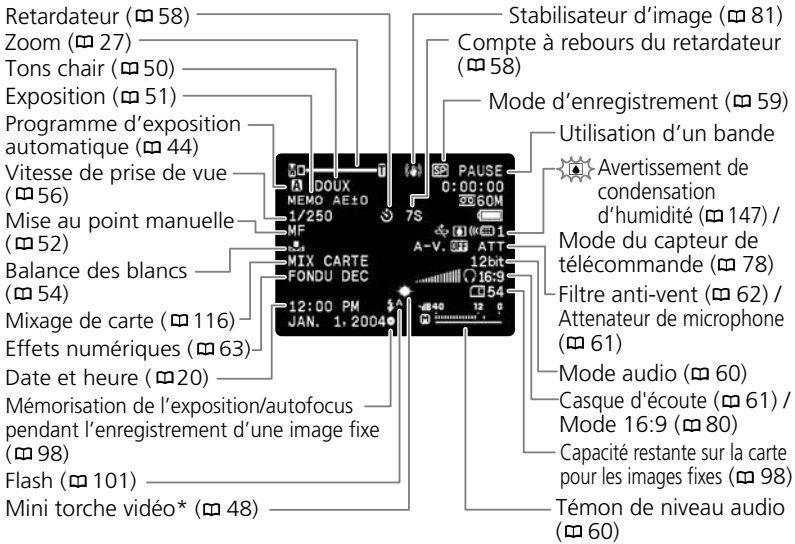 Retardateur (58)
Zoom (27)
Tons chair (50)
Exposition (51)
Programme d'exposition
automatique (44)
Vitesse de prise de vue
(56)
Mise au point manuelle
(52)
Balance des blancs
(54)
Mixage de carte (116)
Effets numériques (63)
Date et heure (20)
Mémorisation de l'exposition/autofocus
pendant l'enregistrement d'une image fixe
(98)
Flash (101)
Mini torche vidéo* (48)
W T SP PAUSE
A :DOUX 0:00:00
MEMO AE±0 60M
1/250 7S
MF 1
A-V. OFF ATT
MIX CARTE 12bit
FONDU DEC 16:9
54
12:00 PM A -dB40 12 0
JAN. 1, 2004
Stabilisateur d'image (81)
Compte à rebours du retardateur
(58)
Mode d'enregistrement (59)
Utilisation d'un bande
Avertissement de
condensation
d'humidité (147) /
Mode du capteur de
télécommande (78)
Filtre anti-vent (62) /
Attenateur de microphone
(61)
Mode audio (60)
Casque d'écoute (61) /
Mode 16:9 (80)
Capacité restante sur la carte
pour les images fixes (98)
Témon de niveau audio
(60)